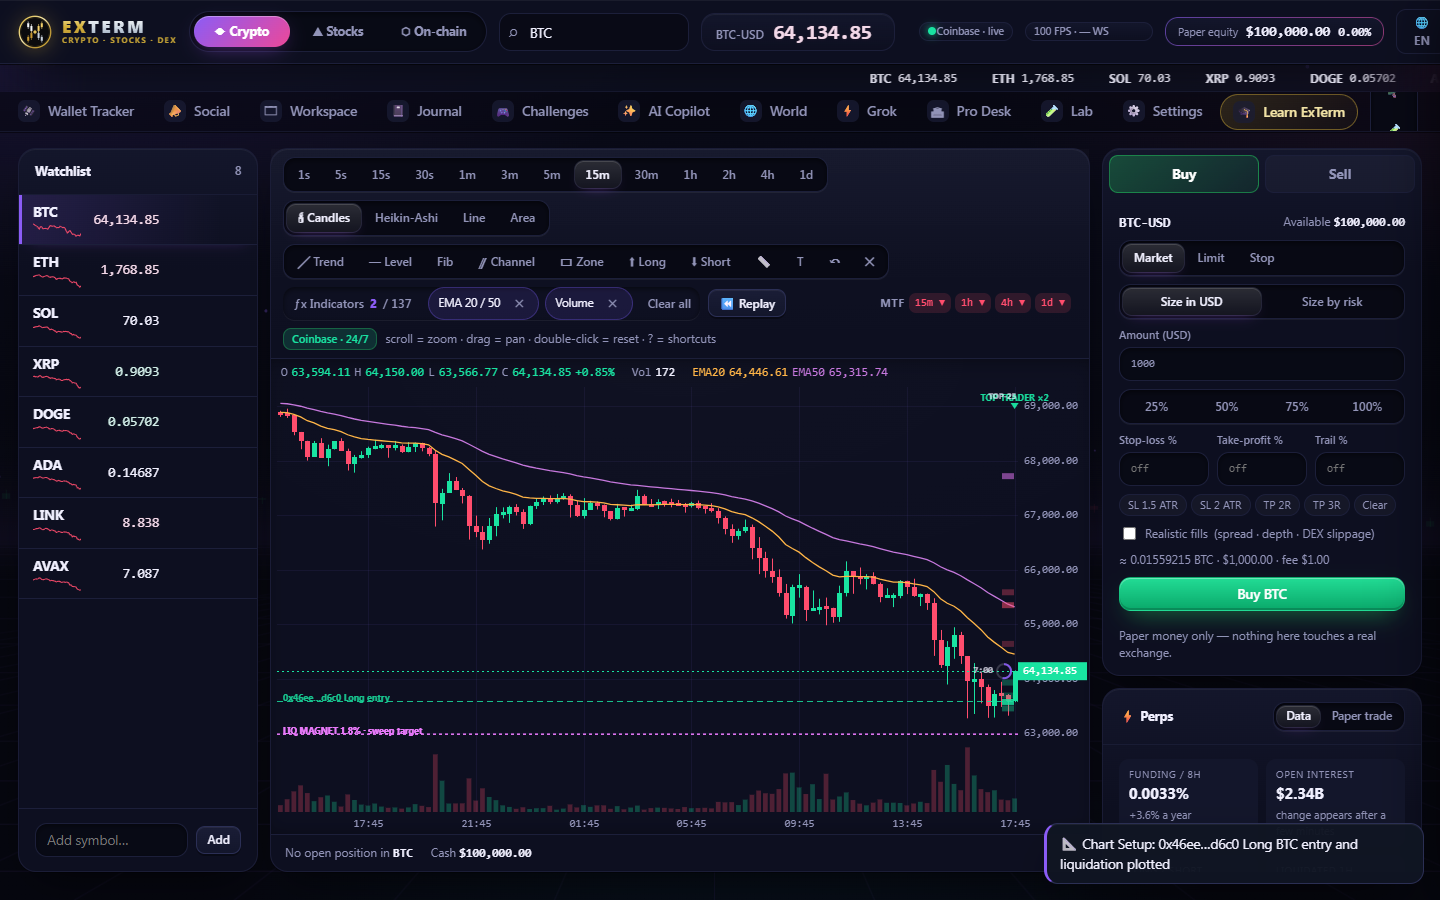 EXTERM
CRYPTO · STOCKS · DEX
Crypto
Stocks
On-chain
BTC
BTC-USD 64,134.85
Coinbase · live
100 FPS · — WS
Paper equity $100,000.00 0.00%
EN
BTC 64,134.85 ETH 1,768.85 SOL 70.03 XRP 0.9093 DOGE 0.05702
Wallet Tracker
Social
Workspace
Journal
Challenges
AI Copilot
World
Grok
Pro Desk
Lab
Settings
Learn ExTerm
Watchlist 8
BTC 64,134.85
ETH 1,768.85
SOL 70.03
XRP 0.9093
DOGE 0.05702
ADA 0.14687
LINK 8.838
AVAX 7.087
Add symbol...
Add
1s 5s 15s 30s 1m 3m 5m 15m 30m 1h 2h 4h 1d
Candles Heikin-Ashi Line Area
Trend Level Fib Channel Zone Long Short T
ƒx Indicators 2 / 137
EMA 20 / 50 ✕
Volume ✕
Clear all
Replay
MTF 15m ▼ 1h ▼ 4h ▼ 1d ▼
Coinbase · 24/7
scroll = zoom · drag = pan · double-click = reset · ? = shortcuts
O 63,594.11 H 64,150.00 L 63,566.77 C 64,134.85 +0.85% Vol 172 EMA20 64,446.61 EMA50 65,315.74
TOP TRADER ×2
69,000.00
68,000.00
67,000.00
66,000.00
65,000.00
7:00
64,134.85
0x46ee…d6c0 Long entry
LIQ MAGNET 1.8% · sweep target
63,000.00
17:45 21:45 01:45 05:45 09:45 13:45 17:45
No open position in BTC Cash $100,000.00
Buy
Sell
BTC-USD
Available $100,000.00
Market Limit Stop
Size in USD
Size by risk
Amount (USD)
1000
25% 50% 75% 100%
Stop-loss % Take-profit % Trail %
off off off
SL 1.5 ATR
SL 2 ATR
TP 2R
TP 3R
Clear
Realistic fills (spread · depth · DEX slippage)
≈ 0.01559215 BTC · $1,000.00 · fee $1.00
Buy BTC
Paper money only — nothing here touches a real
exchange.
Perps
Data
Paper trade
FUNDING / 8H
0.0033%
+3.6% a year
OPEN INTEREST
$2.34B
change appears after a
Chart Setup: 0x46ee…d6c0 Long BTC entry and
liquidation plotted